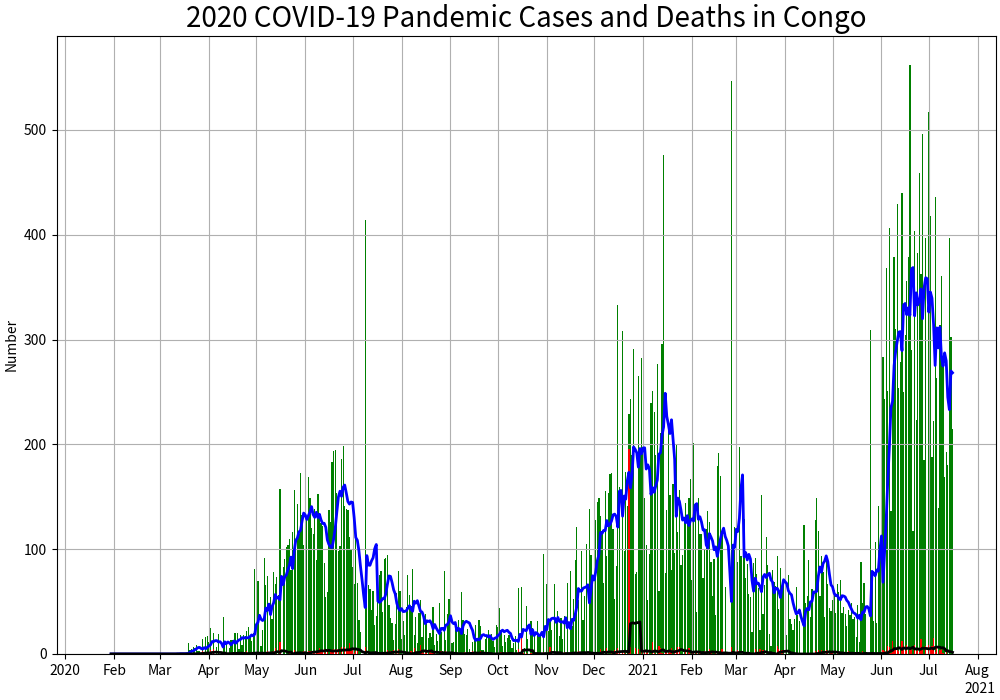 2020 COVID-19 Pandemic Cases and Deaths in Congo
Number
500
400
300
200
100
0
2020 Feb Mar Apr May Jun Jul Aug Sep Oct Nov Dec 2021 Feb Mar Apr May Jun Jul Aug
2021